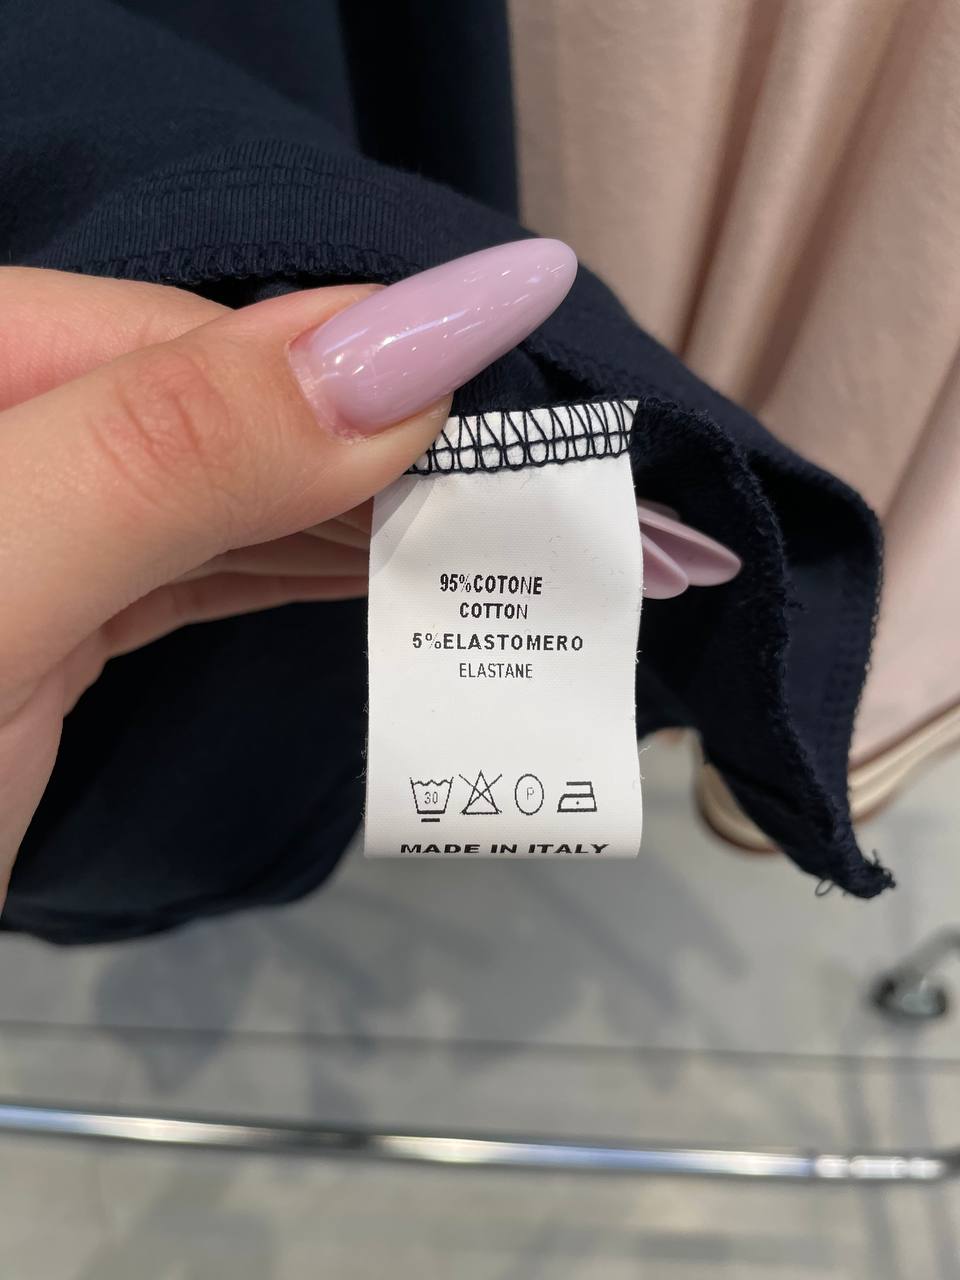 95%COTONE
COTTON
5%ELASTOMERO
ELASTANE
30 P
MADE IN ITALY